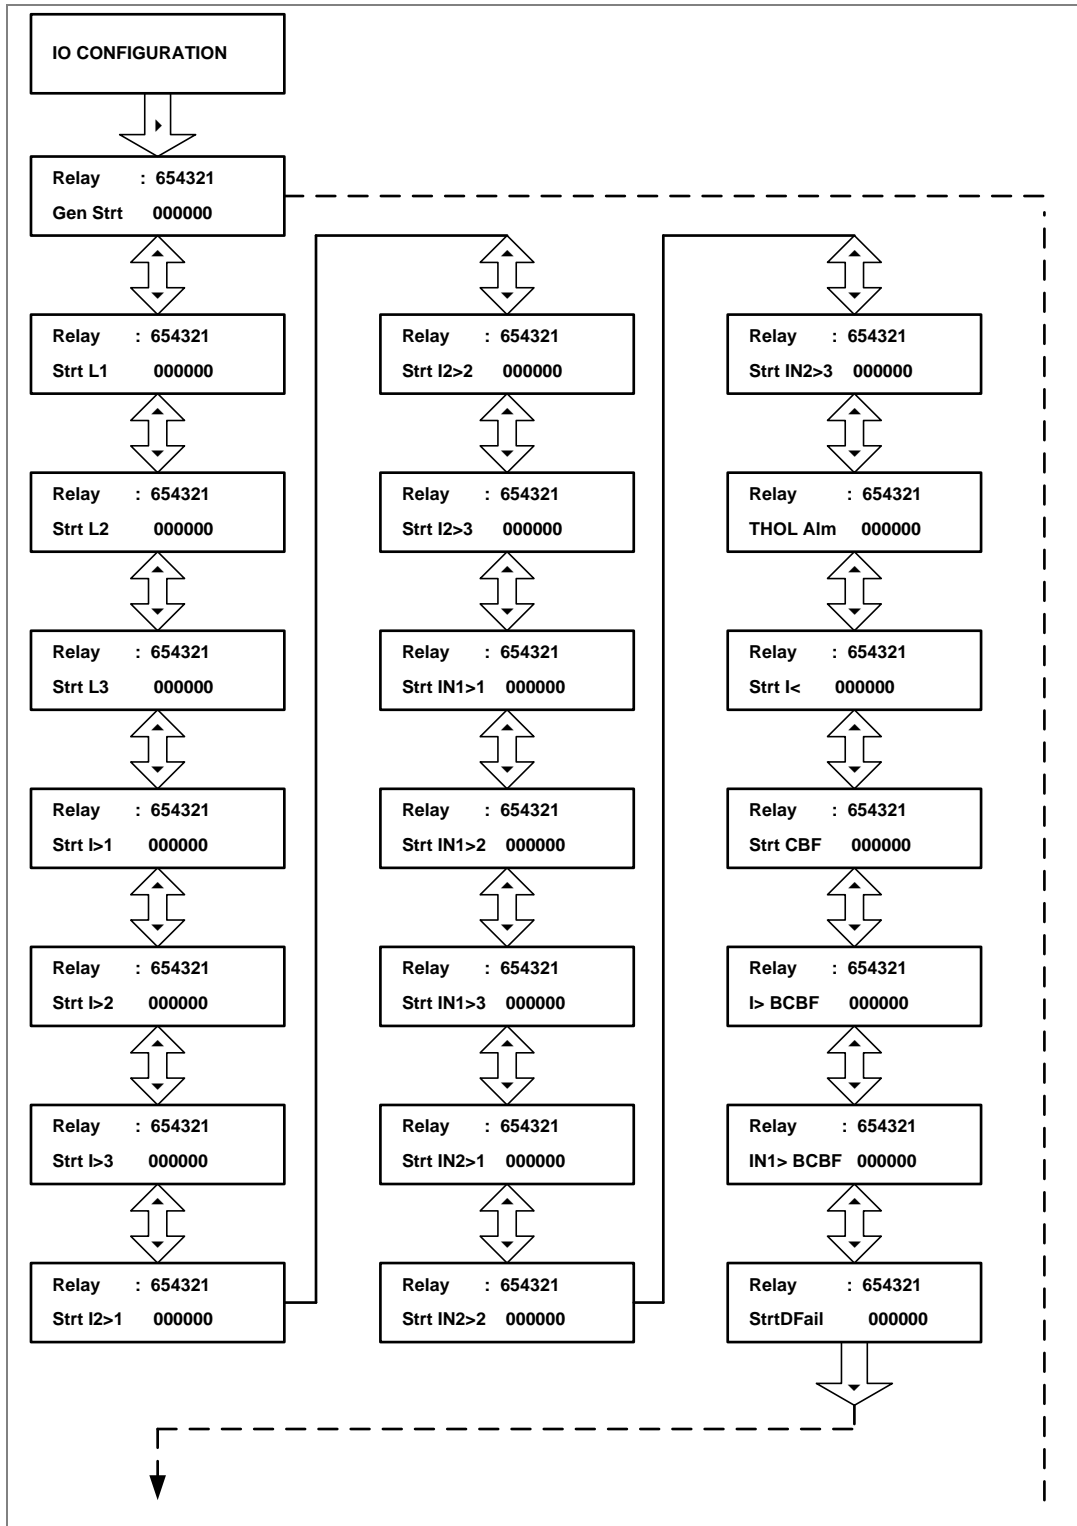 IO CONFIGURATION
Relay : 654321
Gen Strt 000000
Relay : 654321
Strt L1 000000
Relay : 654321
Strt L2 000000
Relay : 654321
Strt L3 000000
Relay : 654321
Strt I>1 000000
Relay : 654321
Strt I>2 000000
Relay : 654321
Strt I>3 000000
Relay : 654321
Strt I2>1 000000
Relay : 654321
Strt I2>2 000000
Relay : 654321
Strt I2>3 000000
Relay : 654321
Strt IN1>1 000000
Relay : 654321
Strt IN1>2 000000
Relay : 654321
Strt IN1>3 000000
Relay : 654321
Strt IN2>1 000000
Relay : 654321
Strt IN2>2 000000
Relay : 654321
Strt IN2>3 000000
Relay : 654321
THOL Alm 000000
Relay : 654321
Strt I< 000000
Relay : 654321
Strt CBF 000000
Relay : 654321
I> BCBF 000000
Relay : 654321
IN1> BCBF 000000
Relay : 654321
StrtDFail 000000